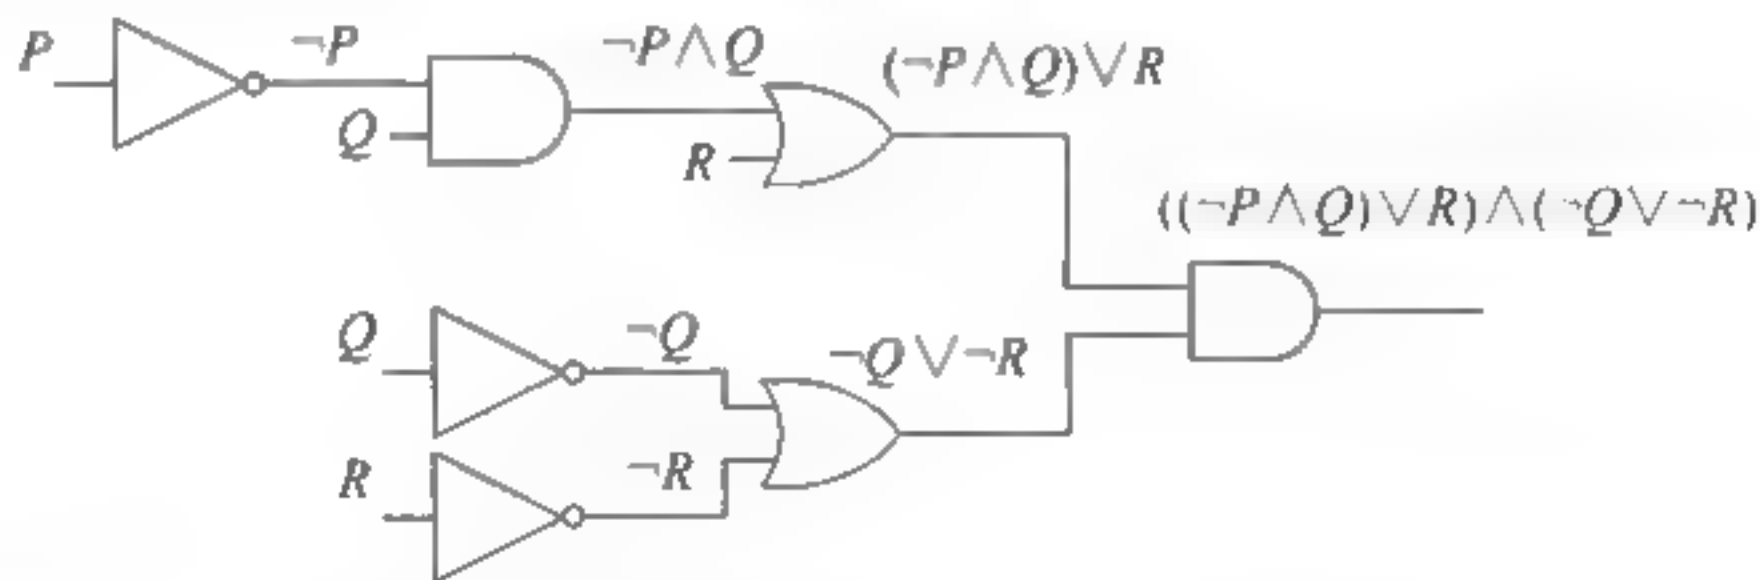 P
¬P
¬P∧Q
(¬P∧Q)∨R
Q
R
((¬P∧Q)∨R)∧(¬Q∨¬R)
Q
¬Q
¬Q∨¬R
R
¬R